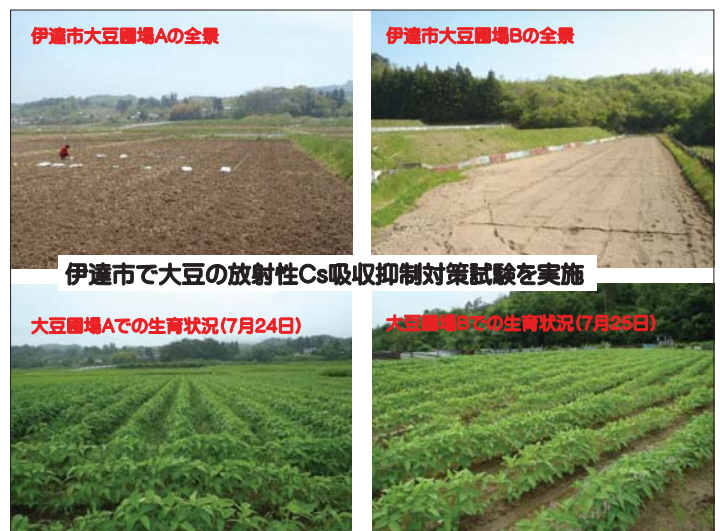 伊達市大豆圃場Aの全景
伊達市大豆圃場Bの全景
伊達市で大豆の放射性Cs吸収抑制対策試験を実施
大豆圃場Aでの生育状況(7月24日)
大豆圃場Bでの生育状況(7月25日)